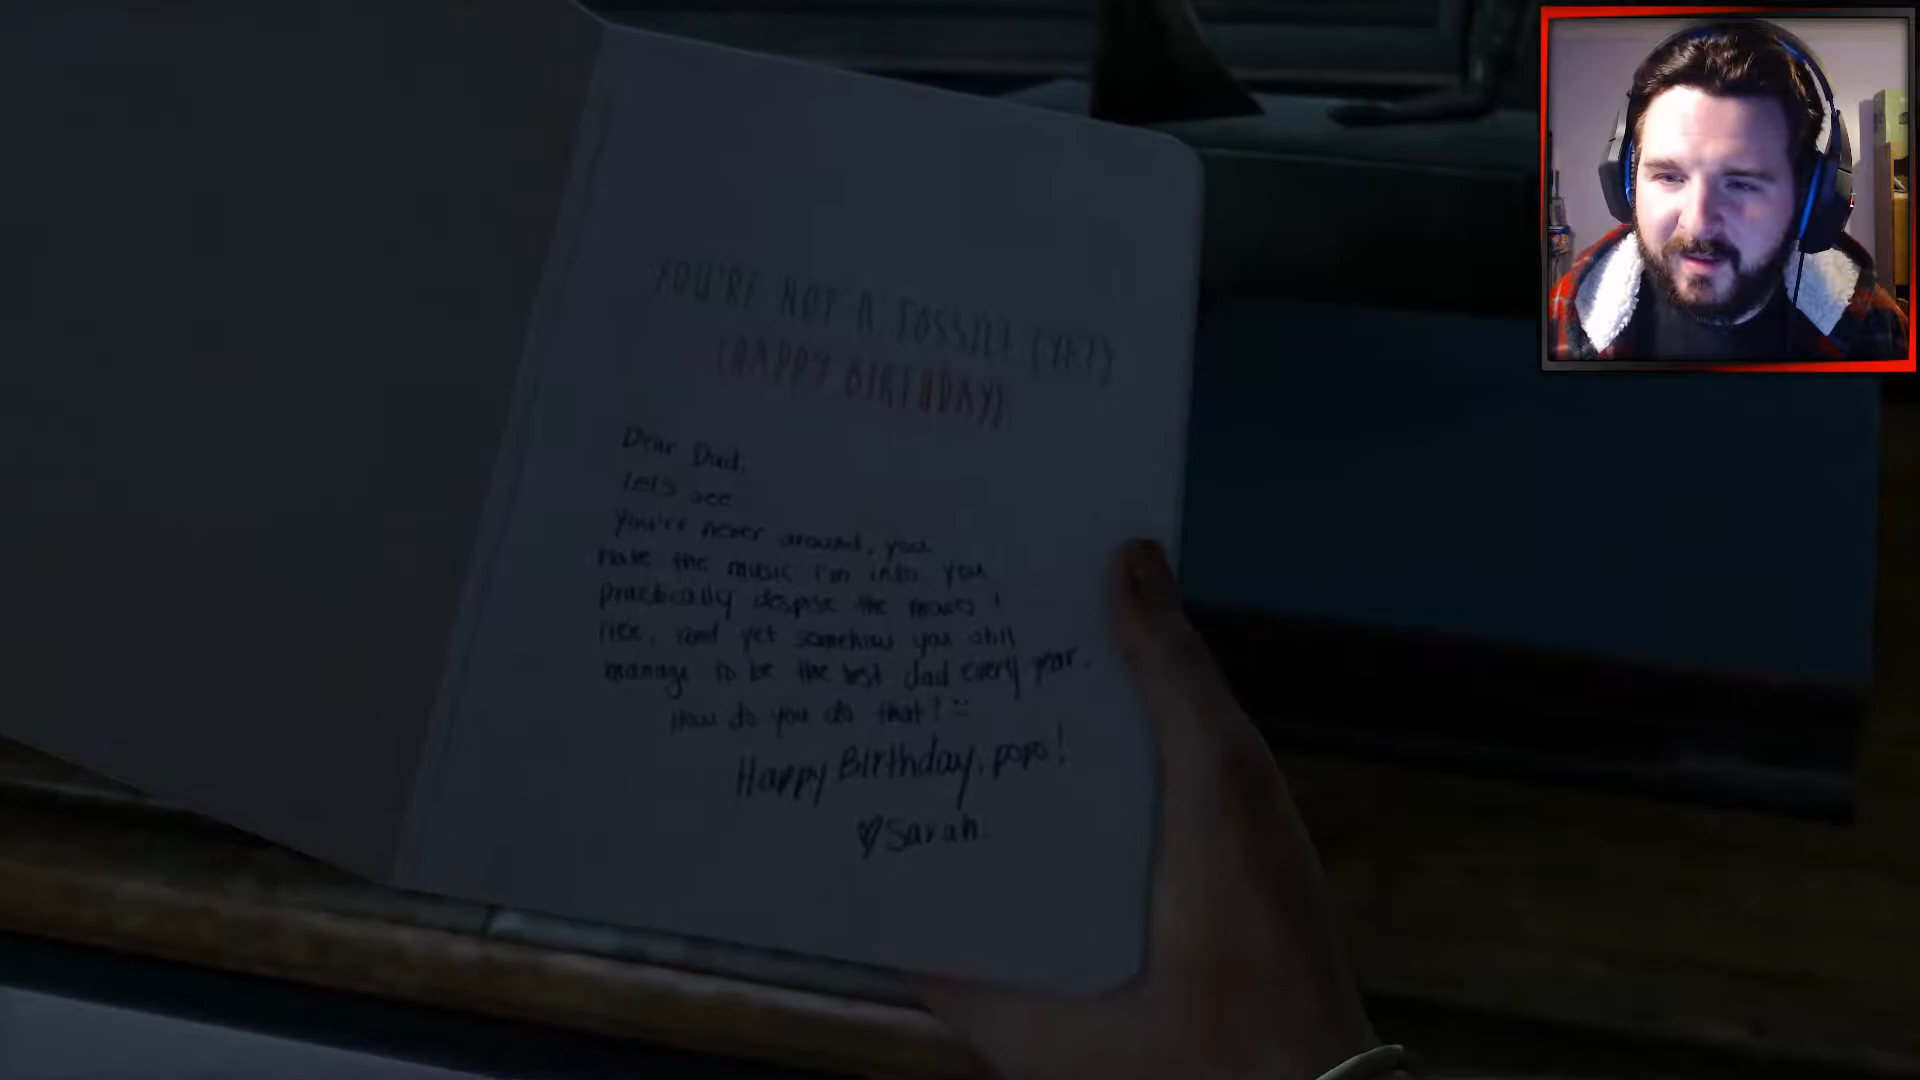 YOU'RE NOT A FOSSIL! (YET)
(HAPPY BIRTHDAY)
Dear Dad,
Let's see
You're never around, you
hate the music I'm into, you
practically despise the movies I
like, and yet somehow you still
manage to be the best dad every year.
How do you do that? :)
Happy Birthday, papa!
♡ Sarah.